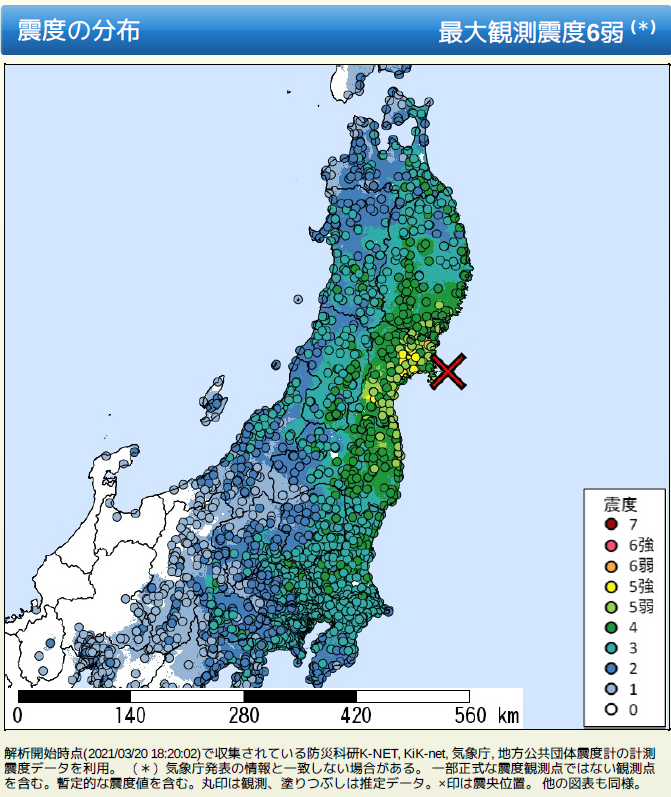 震度の分布
最大観測震度6弱 (*)
震度
7
6強
6弱
5強
5弱
4
3
2
1
0
0 140 280 420 560 km
解析開始時点(2021/03/20 18:20:02)で収集されている防災科研K-NET, KiK-net, 気象庁, 地方公共団体震度計の計測
震度データを利用。 （＊）気象庁発表の情報と一致しない場合がある。 一部正式な震度観測点ではない観測点
を含む。暫定的な震度値を含む。丸印は観測、塗りつぶしは推定データ。×印は震央位置。 他の図表も同様。